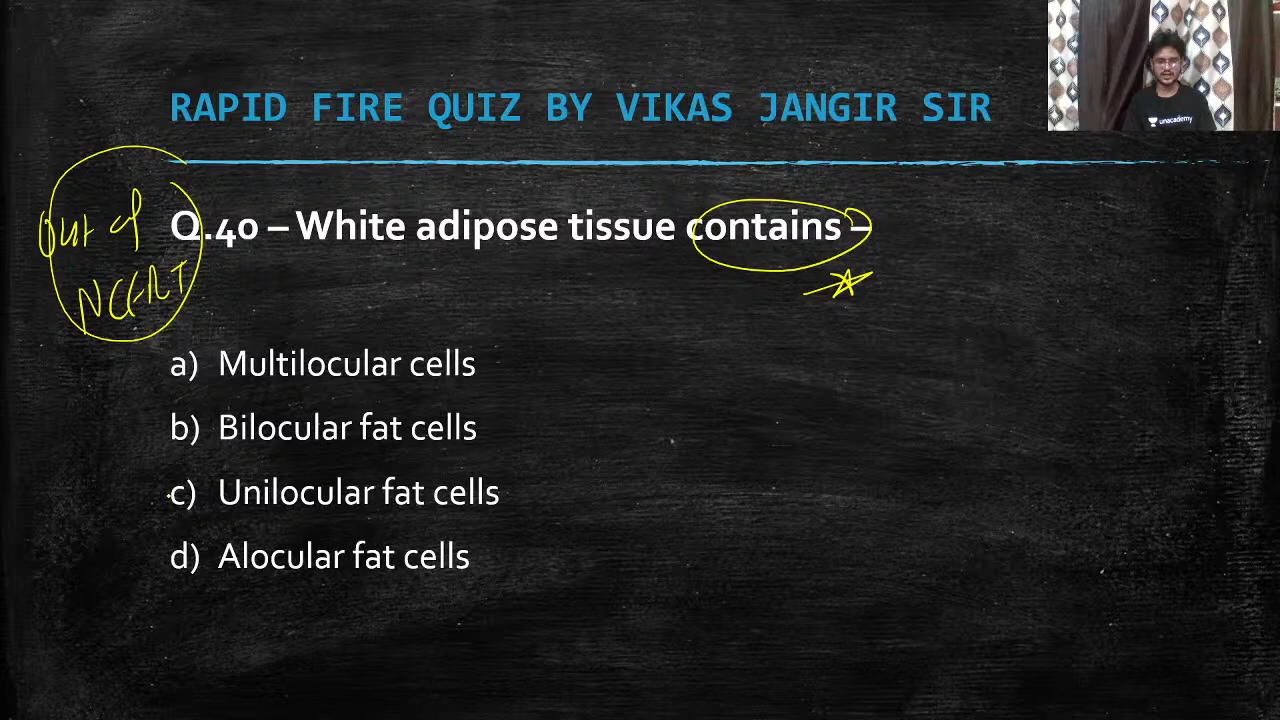 RAPID FIRE QUIZ BY VIKAS JANGIR SIR
unacademy
Out of
NCERT
Q.40 – White adipose tissue contains –
a) Multilocular cells
b) Bilocular fat cells
c) Unilocular fat cells
d) Alocular fat cells